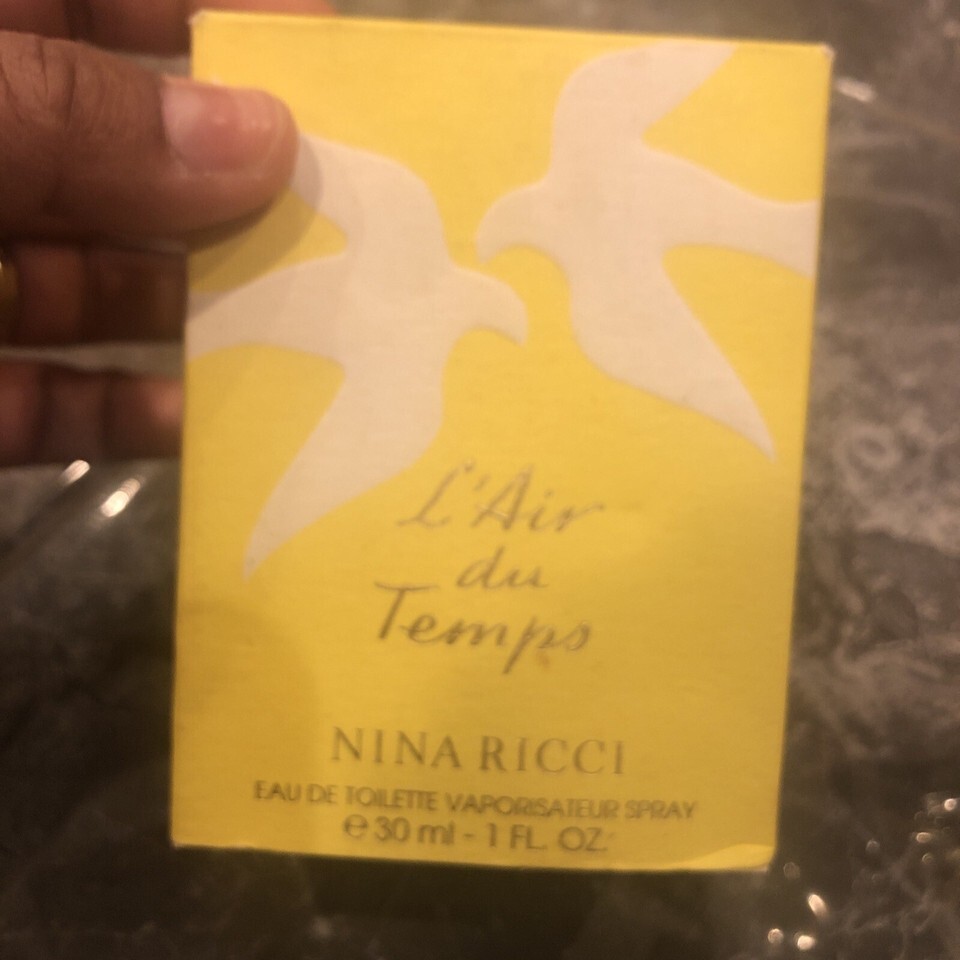 L'Air
du
Temps
NINA RICCI
EAU DE TOILETTE VAPORISATEUR SPRAY
℮ 30 ml - 1 FL. OZ.